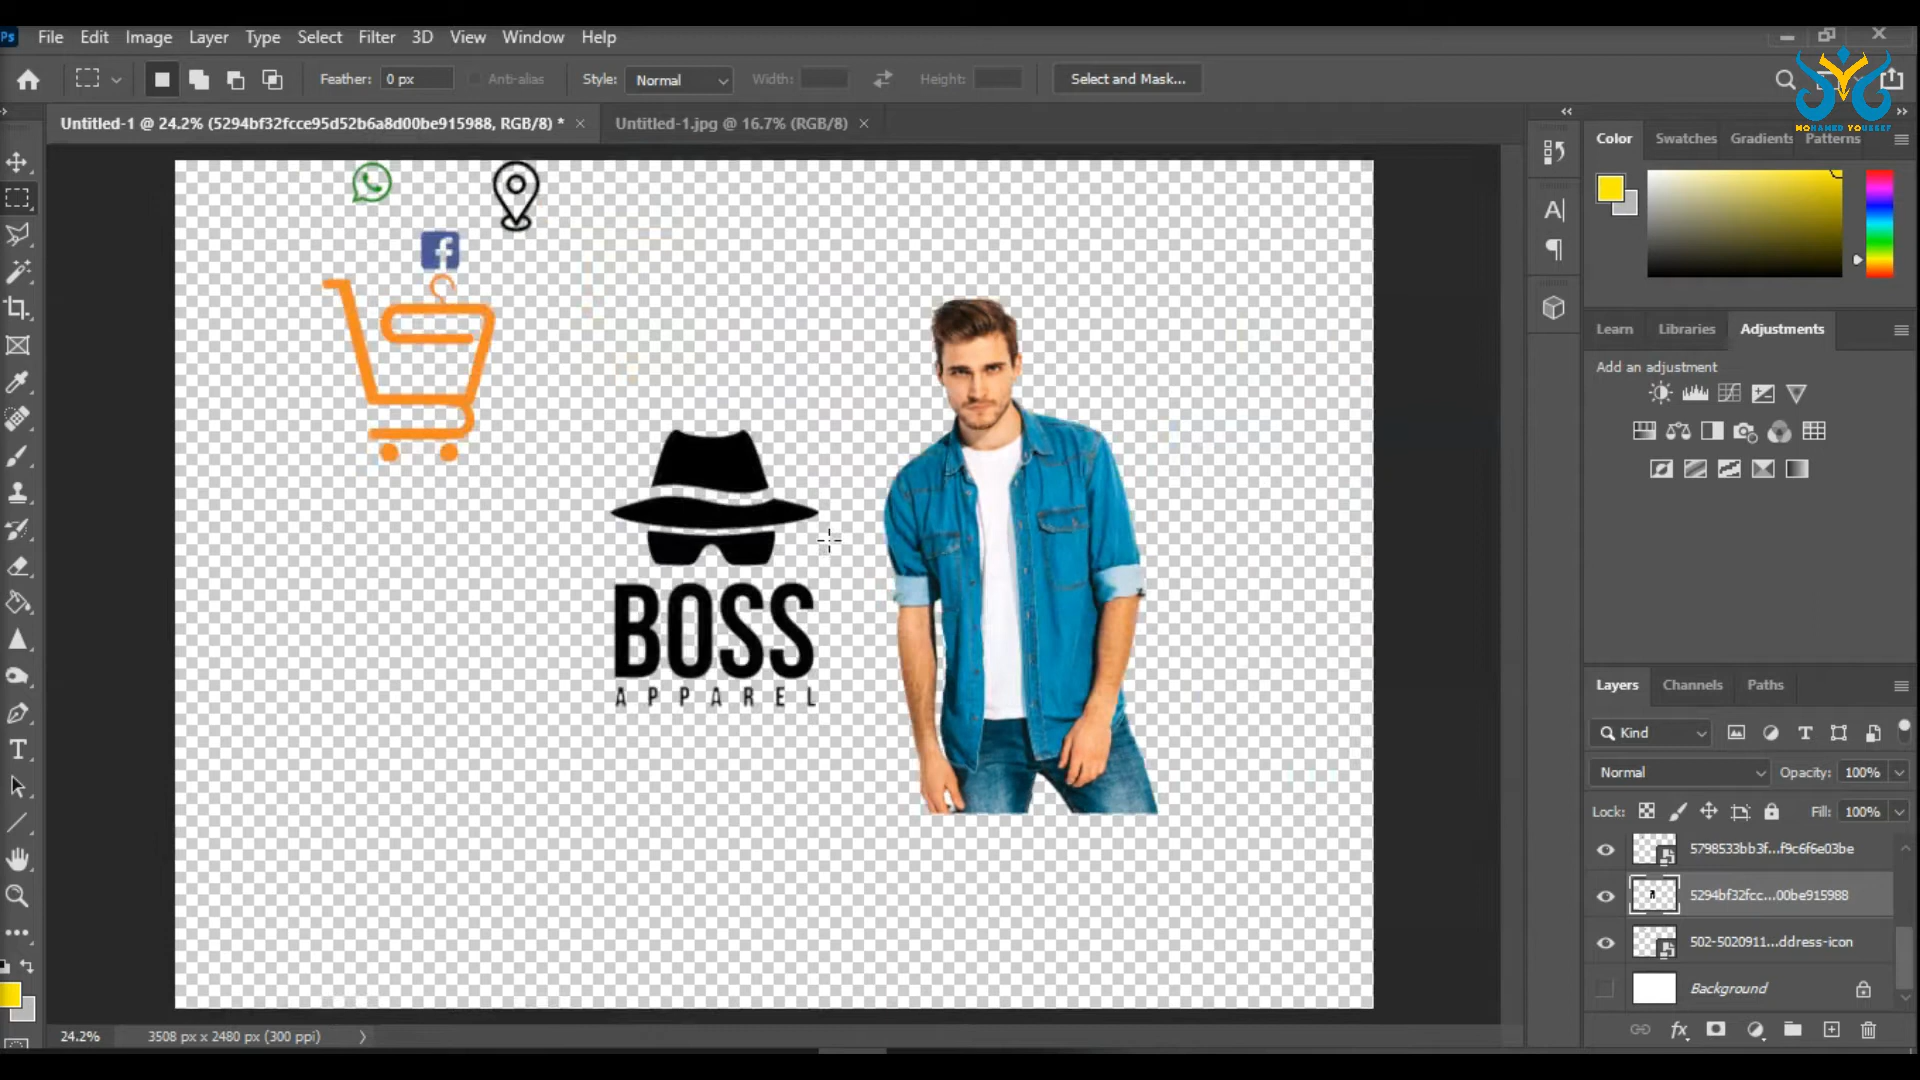 Ps File Edit Image Layer Type Select Filter 3D View Window Help
Feather: 0 px Anti-alias Style: Normal Width: Height: Select and Mask...
MOHAMED YOUSSEF
Untitled-1 @ 24.2% (5294bf32fcce95d52b6a8d00be915988, RGB/8) * × Untitled-1.jpg @ 16.7% (RGB/8) ×
Color Swatches Gradients Patterns
Learn Libraries Adjustments
Add an adjustment
BOSS
APPAREL
Layers Channels Paths
Kind
Normal Opacity: 100%
Lock: Fill: 100%
5798533bb3f...f9c6f6e03be
5294bf32fcc...00be915988
502-5020911...ddress-icon
Background
fx
24.2% 3508 px x 2480 px (300 ppi)